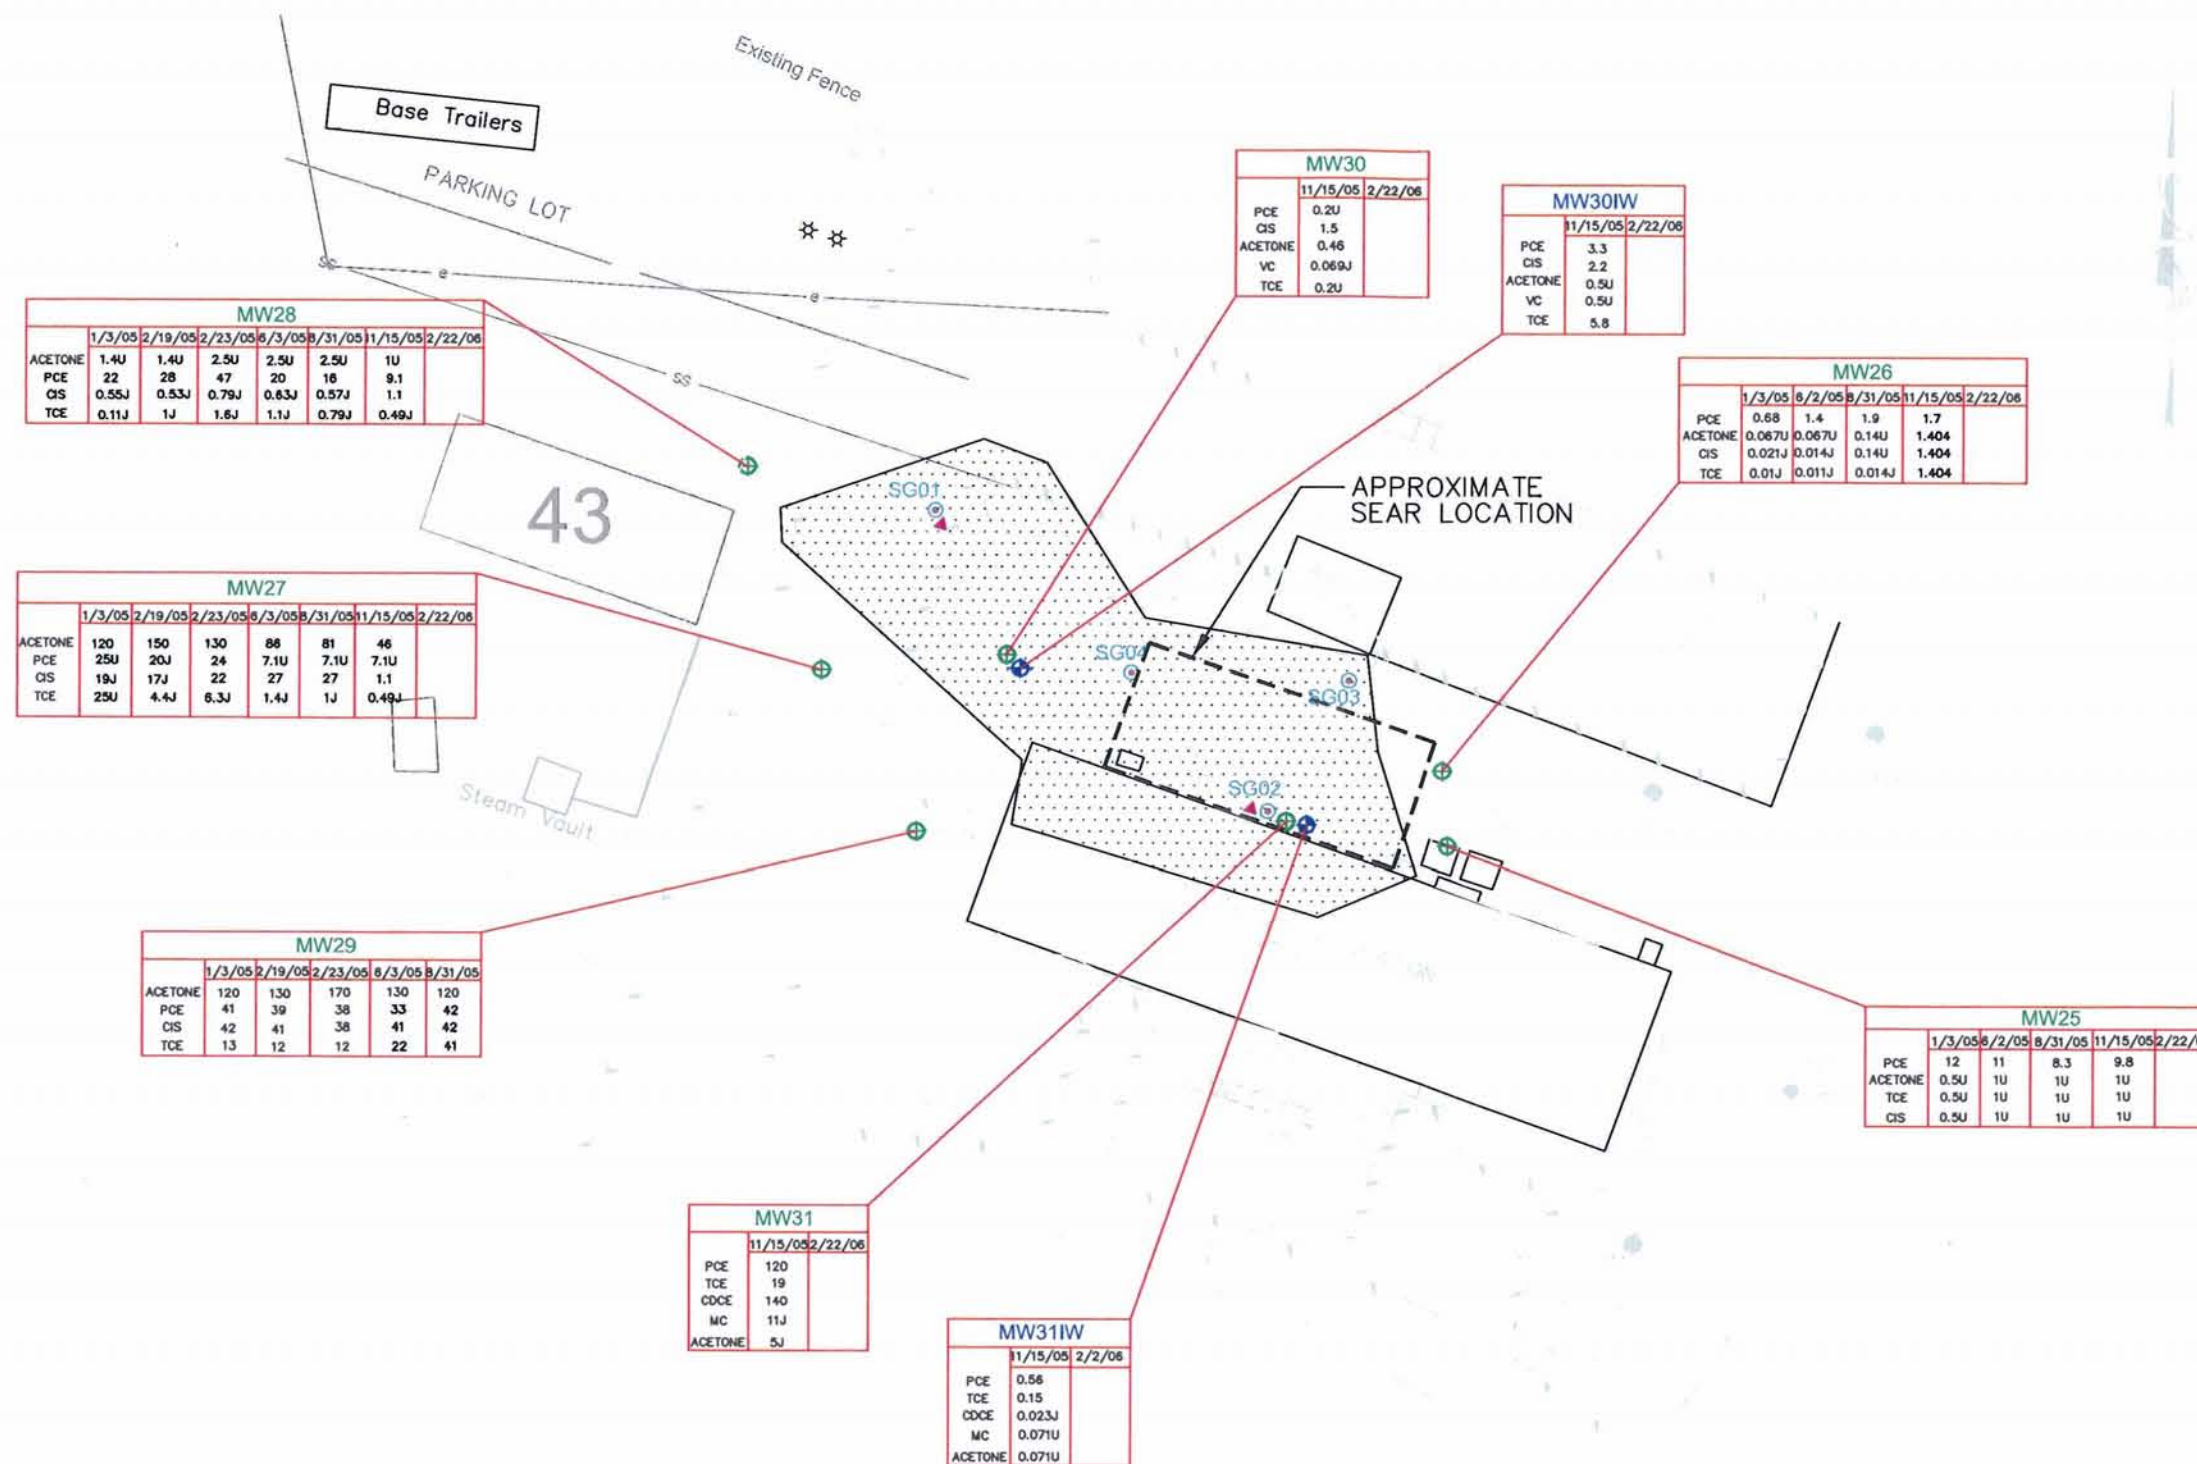 Existing Fence
Base Trailers
PARKING LOT
SS
e
e
SS
43
Steam Vault
APPROXIMATE
SEAR LOCATION
SG01
SG04
SG03
SG02
MW30
11/15/05 2/22/06
PCE 0.2U
CIS 1.5
ACETONE 0.46
VC 0.069J
TCE 0.2U
MW30IW
11/15/05 2/22/06
PCE 3.3
CIS 2.2
ACETONE 0.5U
VC 0.5U
TCE 5.8
MW28
1/3/05 2/19/05 2/23/05 6/3/05 8/31/05 11/15/05 2/22/06
ACETONE 1.4U 1.4U 2.5U 2.5U 2.5U 1U
PCE 22 28 47 20 16 9.1
CIS 0.55J 0.53J 0.79J 0.63J 0.57J 1.1
TCE 0.11J 1J 1.6J 1.1J 0.79J 0.49J
MW26
1/3/05 6/2/05 8/31/05 11/15/05 2/22/06
PCE 0.68 1.4 1.9 1.7
ACETONE 0.067U 0.067U 0.14U 1.404
CIS 0.021J 0.014J 0.14U 1.404
TCE 0.01J 0.011J 0.014J 1.404
MW27
1/3/05 2/19/05 2/23/05 6/3/05 8/31/05 11/15/05 2/22/06
ACETONE 120 150 130 86 81 46
PCE 25U 20J 24 7.1U 7.1U 7.1U
CIS 19J 17J 22 27 27 1.1
TCE 25U 4.4J 6.3J 1.4J 1J 0.49J
MW29
1/3/05 2/19/05 2/23/05 6/3/05 8/31/05
ACETONE 120 130 170 130 120
PCE 41 39 38 33 42
CIS 42 41 38 41 42
TCE 13 12 12 22 41
MW25
1/3/05 6/2/05 8/31/05 11/15/05 2/22/
PCE 12 11 8.3 9.8
ACETONE 0.5U 1U 1U 1U
TCE 0.5U 1U 1U 1U
CIS 0.5U 1U 1U 1U
MW31
11/15/05 2/22/06
PCE 120
TCE 19
CDCE 140
MC 11J
ACETONE 5J
MW31IW
11/15/05 2/2/06
PCE 0.56
TCE 0.15
CDCE 0.023J
MC 0.071U
ACETONE 0.071U